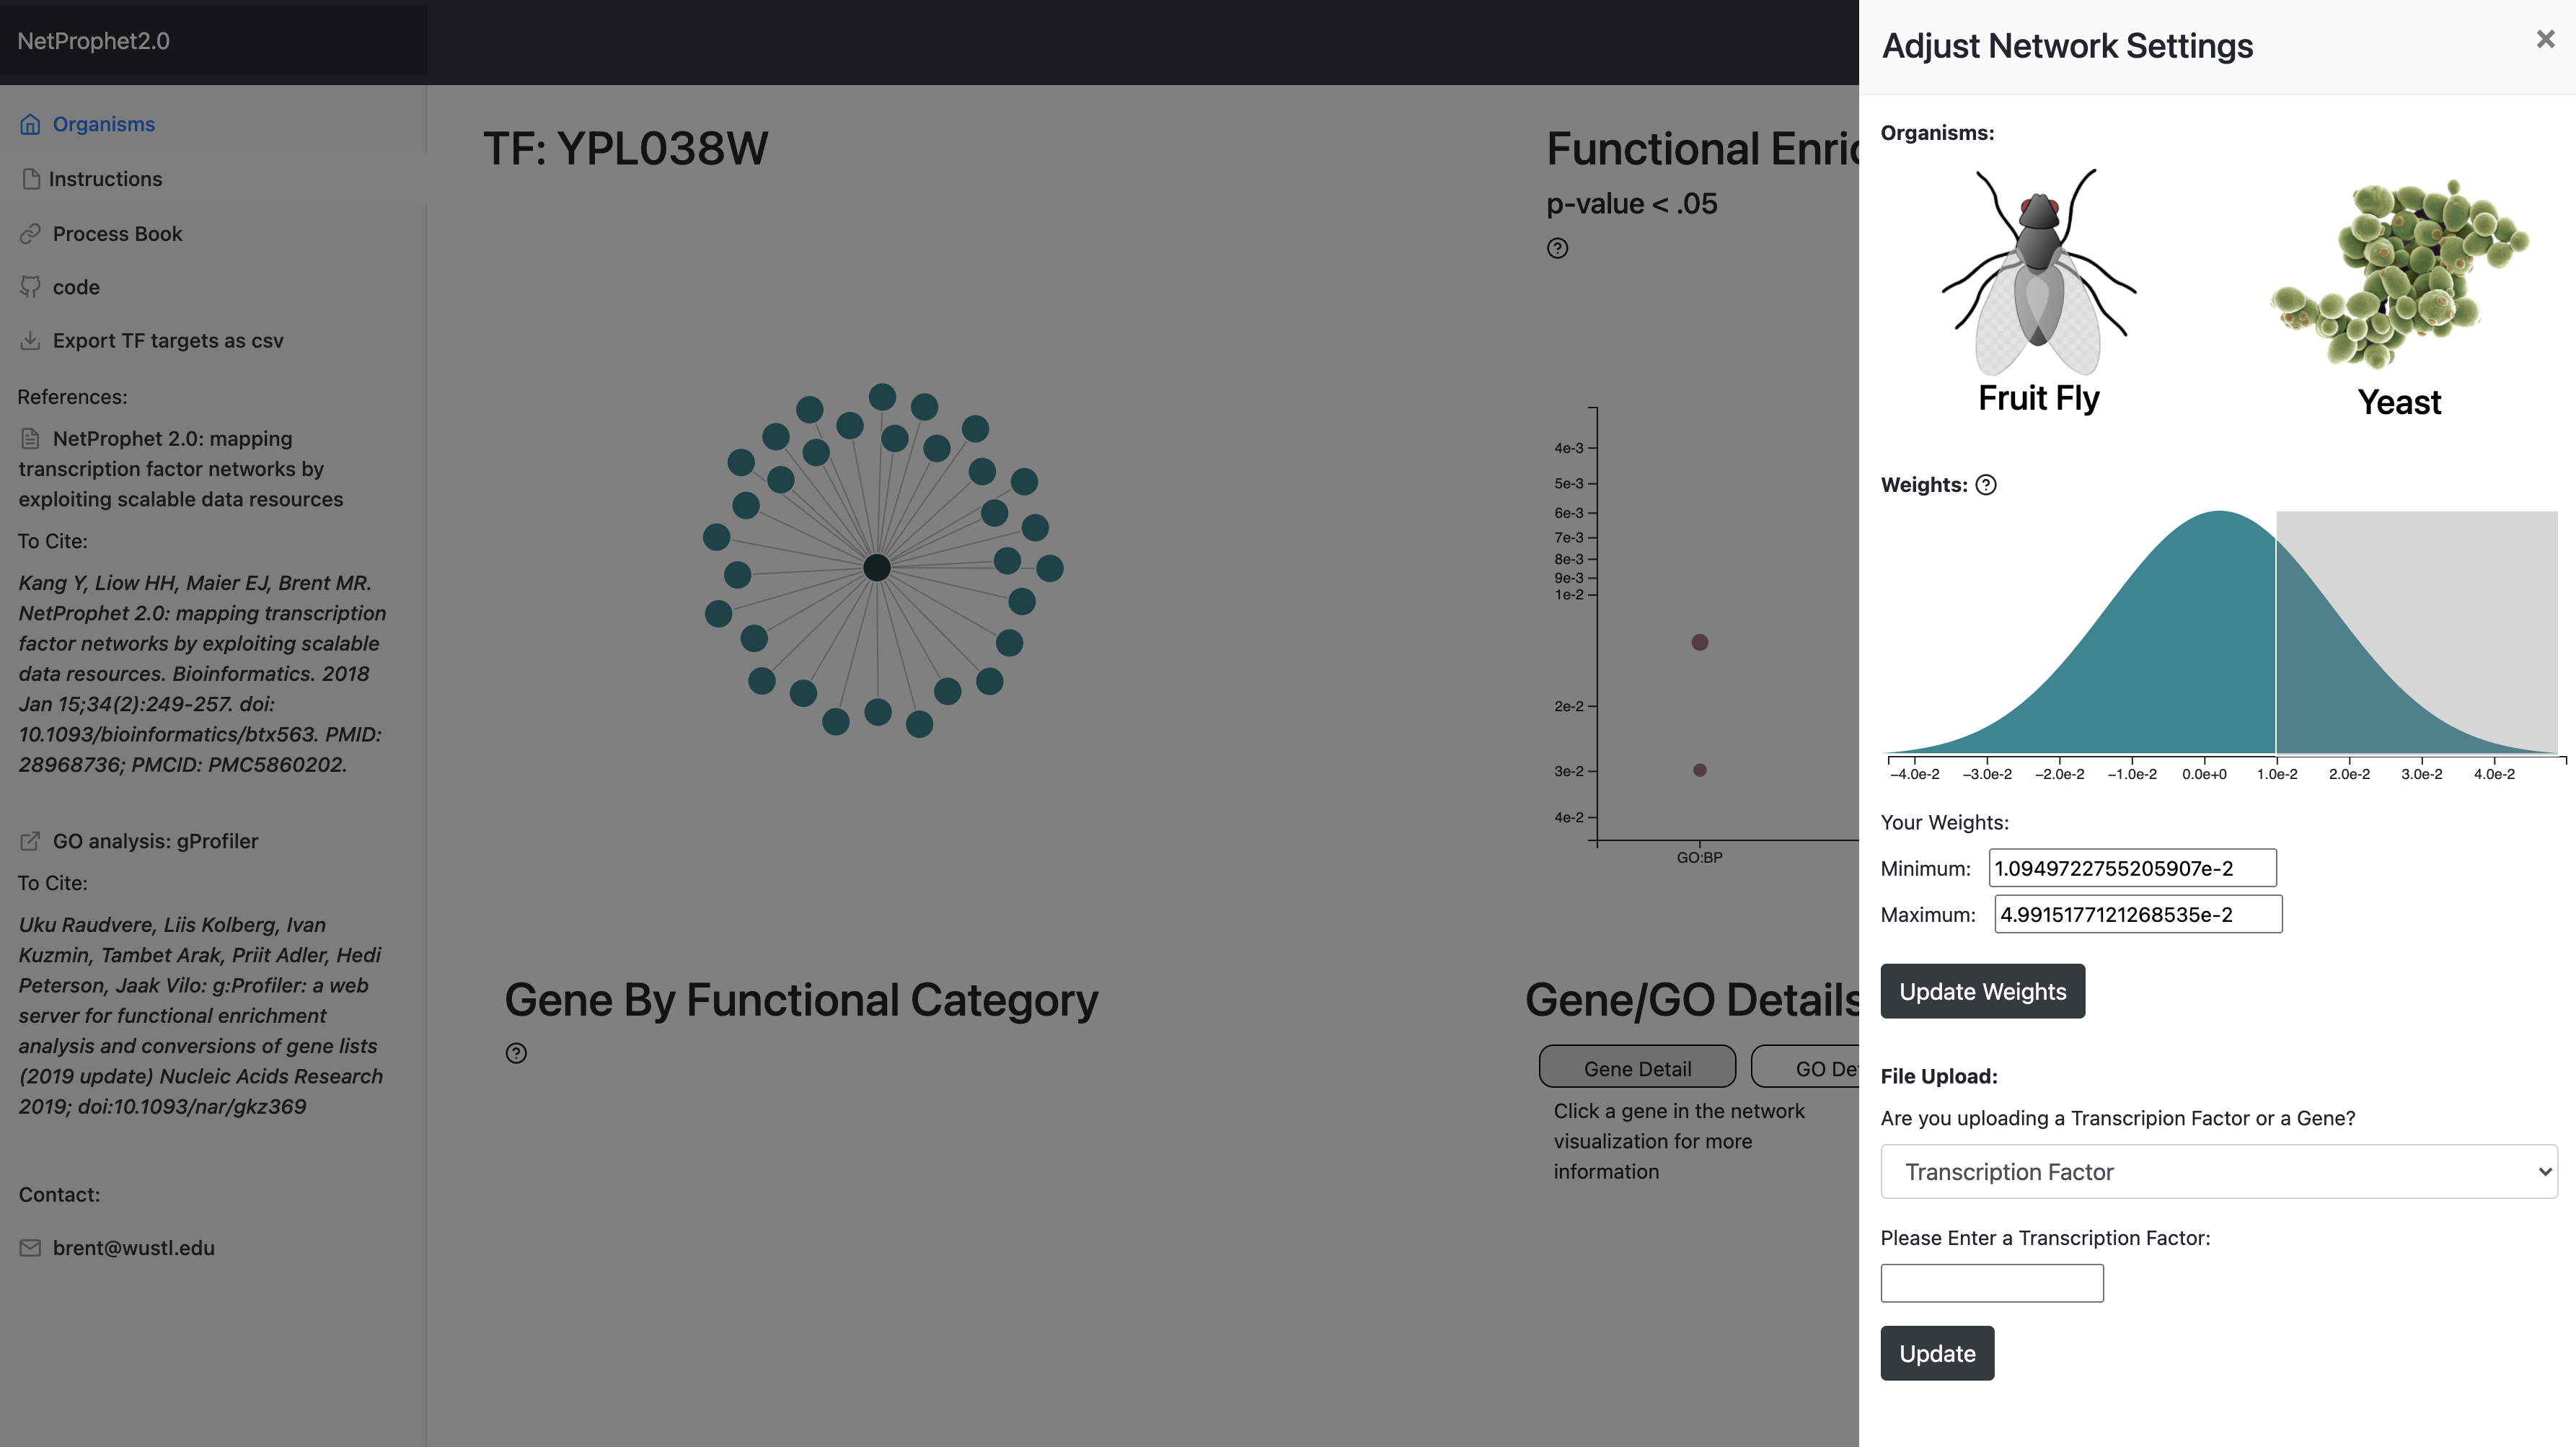 NetProphet2.0
Organisms
Instructions
Process Book
code
Export TF targets as csv
References:
NetProphet 2.0: mapping
transcription factor networks by
exploiting scalable data resources
To Cite:
Kang Y, Liow HH, Maier EJ, Brent MR.
NetProphet 2.0: mapping transcription
factor networks by exploiting scalable
data resources. Bioinformatics. 2018
Jan 15;34(2):249-257. doi:
10.1093/bioinformatics/btx563. PMID:
28968736; PMCID: PMC5860202.
GO analysis: gProfiler
To Cite:
Uku Raudvere, Liis Kolberg, Ivan
Kuzmin, Tambet Arak, Priit Adler, Hedi
Peterson, Jaak Vilo: g:Profiler: a web
server for functional enrichment
analysis and conversions of gene lists
(2019 update) Nucleic Acids Research
2019; doi:10.1093/nar/gkz369
Contact:
brent@wustl.edu
TF: YPL038W
Functional Enric
p-value < .05
4e-3
5e-3
6e-3
7e-3
8e-3
9e-3
1e-2
2e-2
3e-2
4e-2
GO:BP
Gene By Functional Category
Gene/GO Details
Gene Detail
GO De
Click a gene in the network
visualization for more
information
Adjust Network Settings
×
Organisms:
Fruit Fly
Yeast
Weights:
−4.0e-2 −3.0e-2 −2.0e-2 −1.0e-2 0.0e+0 1.0e-2 2.0e-2 3.0e-2 4.0e-2
Your Weights:
Minimum: 1.0949722755205907e-2
Maximum: 4.9915177121268535e-2
Update Weights
File Upload:
Are you uploading a Transcripion Factor or a Gene?
Transcription Factor
Please Enter a Transcription Factor:
Update